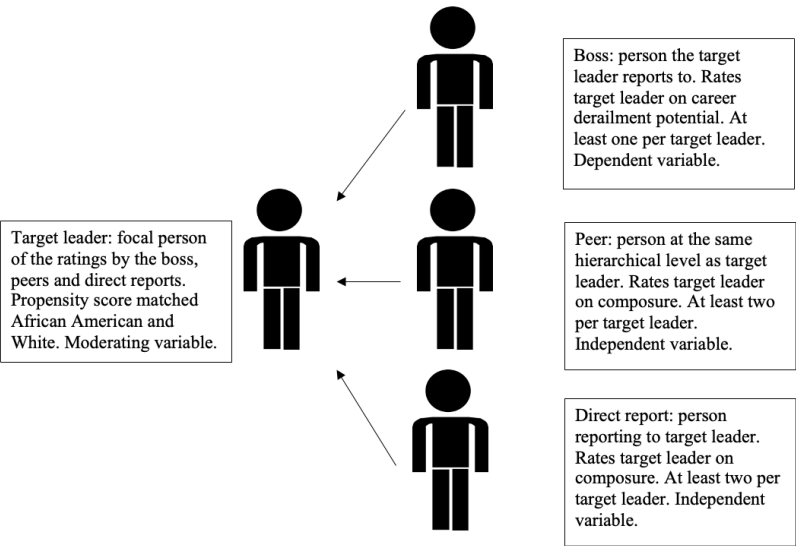 Boss: person the target
leader reports to. Rates
target leader on career
derailment potential. At
least one per target leader.
Dependent variable.
Target leader: focal person
of the ratings by the boss,
peers and direct reports.
Propensity score matched
African American and
White. Moderating variable.
Peer: person at the same
hierarchical level as target
leader. Rates target leader
on composure. At least two
per target leader.
Independent variable.
Direct report: person
reporting to target leader.
Rates target leader on
composure. At least two per
target leader. Independent
variable.